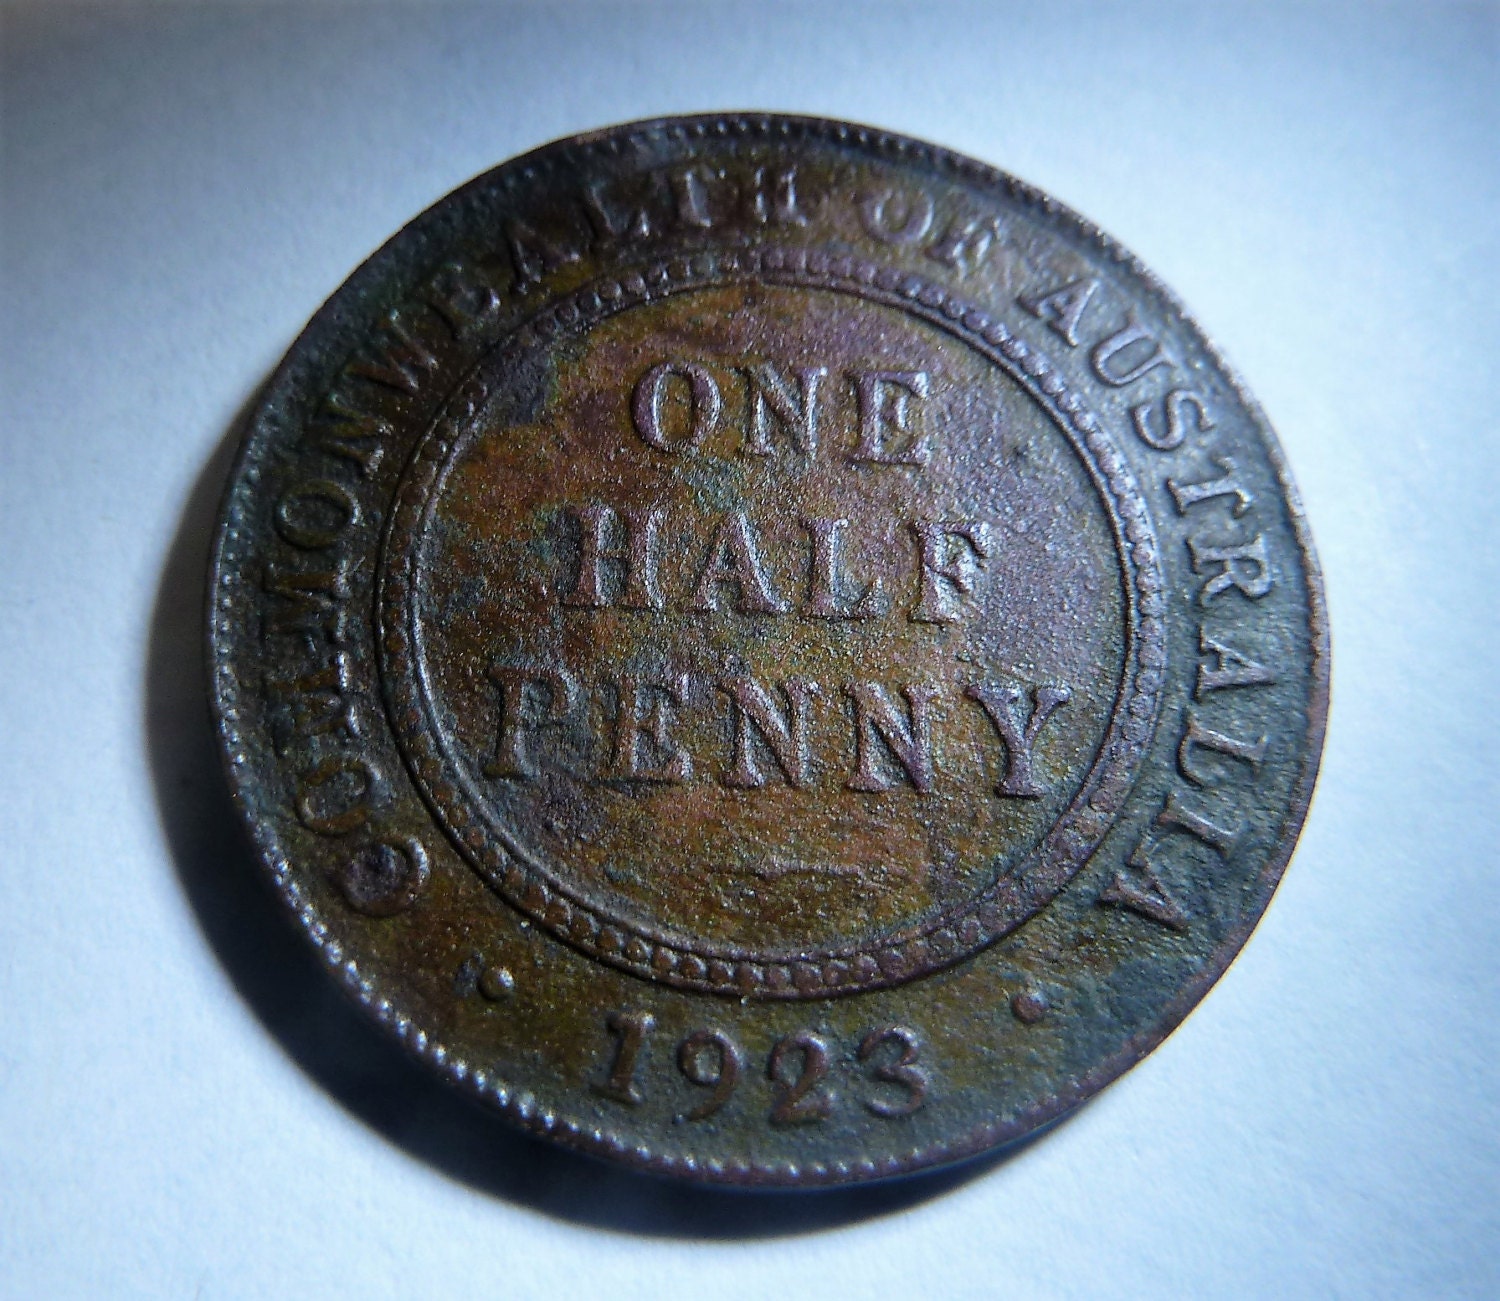 COMMONWEALTH OF AUSTRALIA
ONE
HALF
PENNY
· 1923 ·